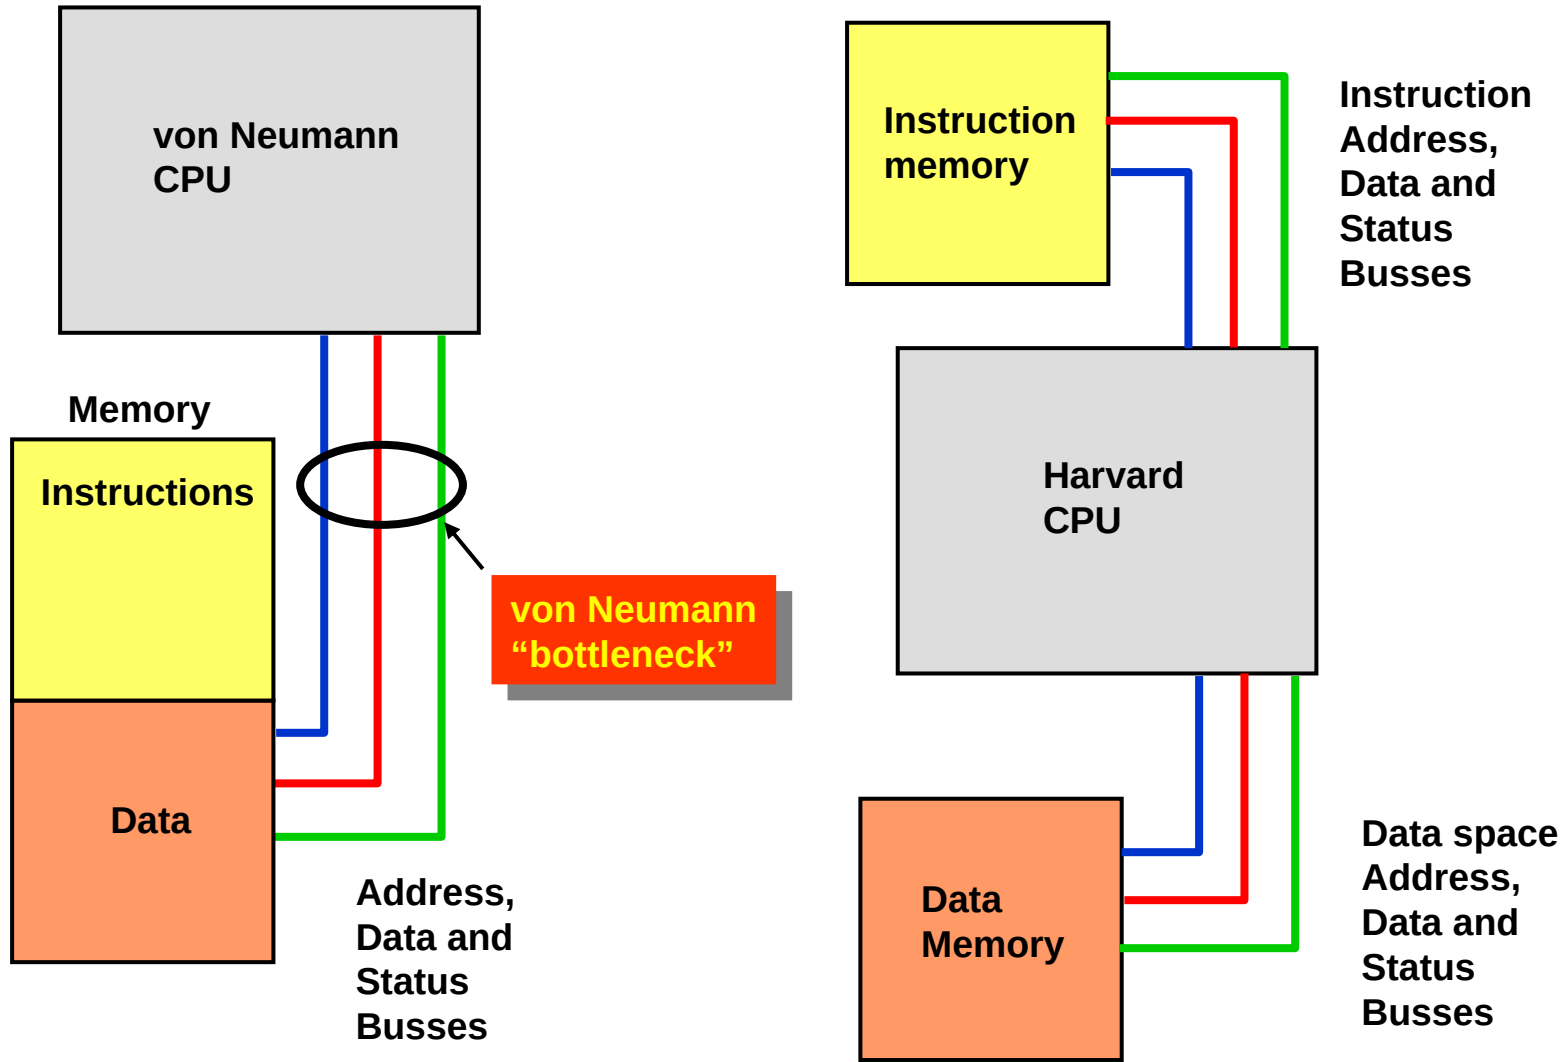 von Neumann
CPU
Memory
Instructions
von Neumann
“bottleneck”
Data
Address,
Data and
Status
Busses
Instruction
memory
Instruction
Address,
Data and
Status
Busses
Harvard
CPU
Data
Memory
Data space
Address,
Data and
Status
Busses